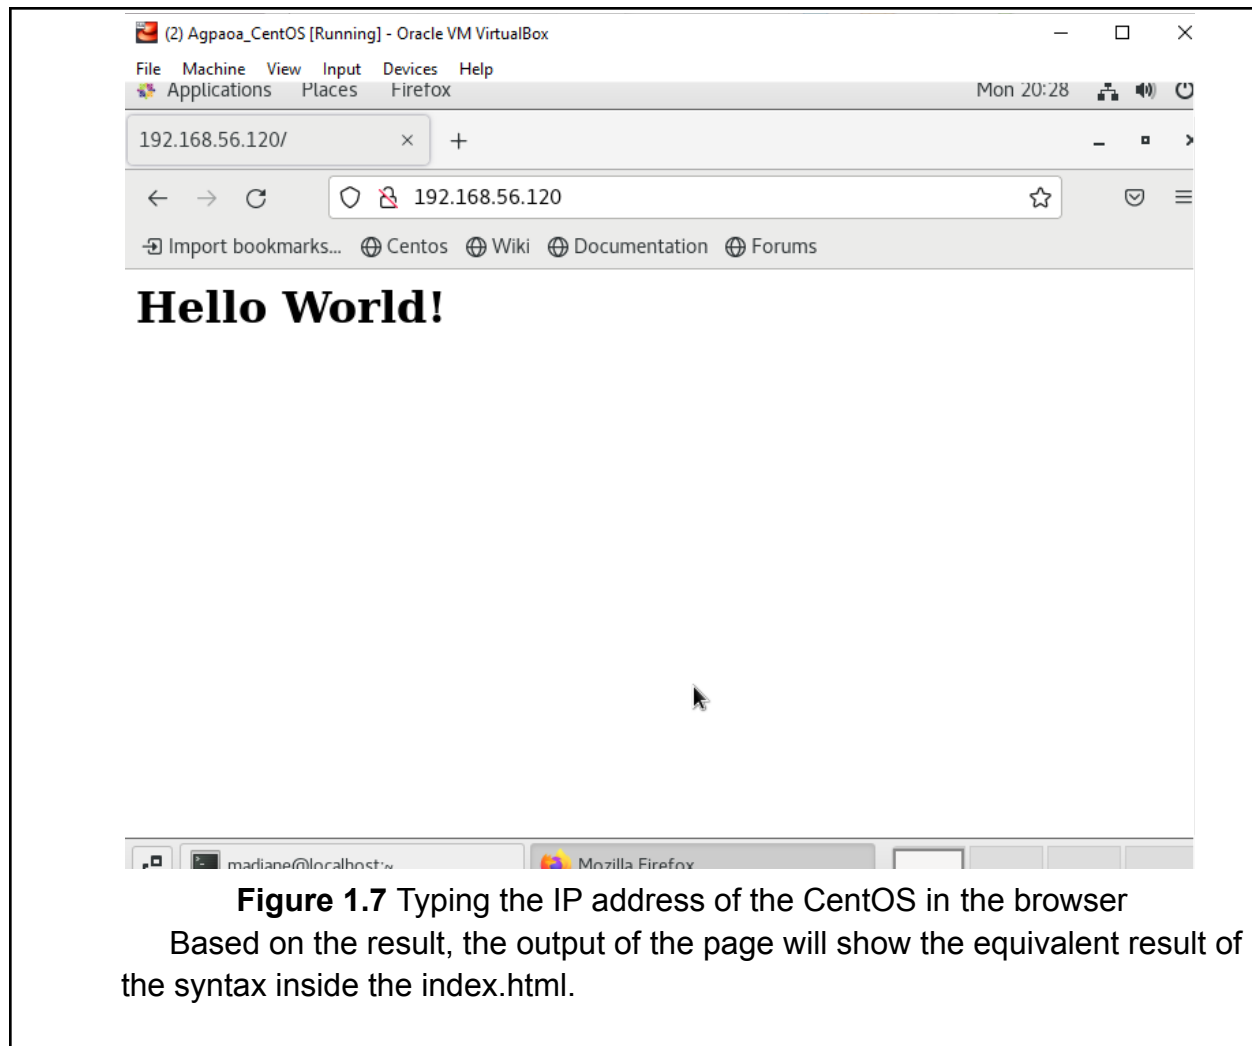 (2) Agpaoa_CentOS [Running] - Oracle VM VirtualBox
File Machine View Input Devices Help
Applications Places Firefox Mon 20:28
192.168.56.120/
192.168.56.120
Import bookmarks... Centos Wiki Documentation Forums
Hello World!
madiane@localhost:~ Mozilla Firefox
Figure 1.7 Typing the IP address of the CentOS in the browser
Based on the result, the output of the page will show the equivalent result of
the syntax inside the index.html.